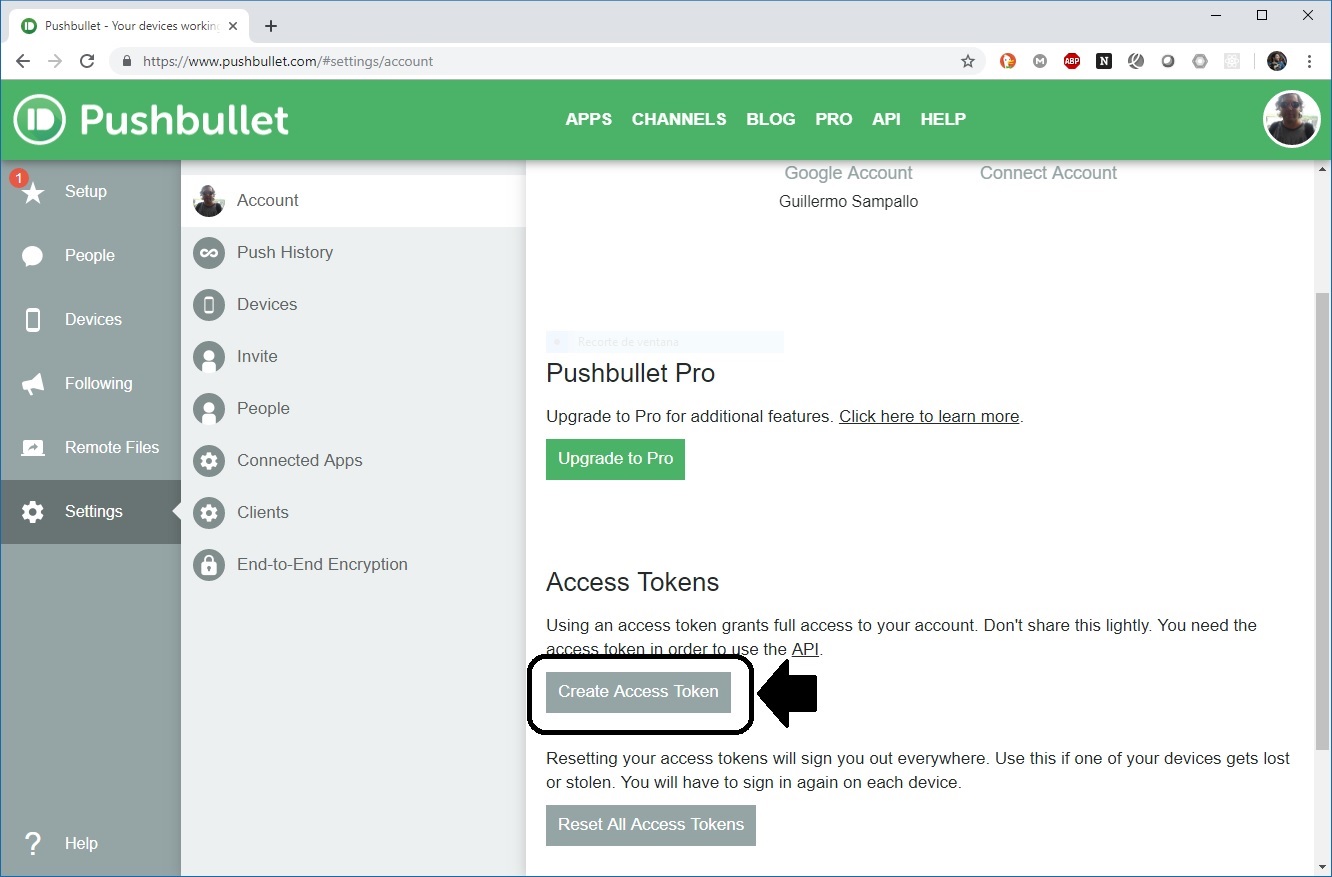 Pushbullet - Your devices working
https://www.pushbullet.com/#settings/account
ABP
N
M
Pushbullet
APPS CHANNELS BLOG PRO API HELP
1
Setup
People
Devices
Following
Remote Files
Settings
? Help
Account
Push History
Devices
Invite
People
Connected Apps
Clients
End-to-End Encryption
Google Account Connect Account
Guillermo Sampallo
Recorte de ventana
Pushbullet Pro
Upgrade to Pro for additional features. Click here to learn more.
Upgrade to Pro
Access Tokens
Using an access token grants full access to your account. Don't share this lightly. You need the
access token in order to use the API.
Create Access Token
Resetting your access tokens will sign you out everywhere. Use this if one of your devices gets lost
or stolen. You will have to sign in again on each device.
Reset All Access Tokens